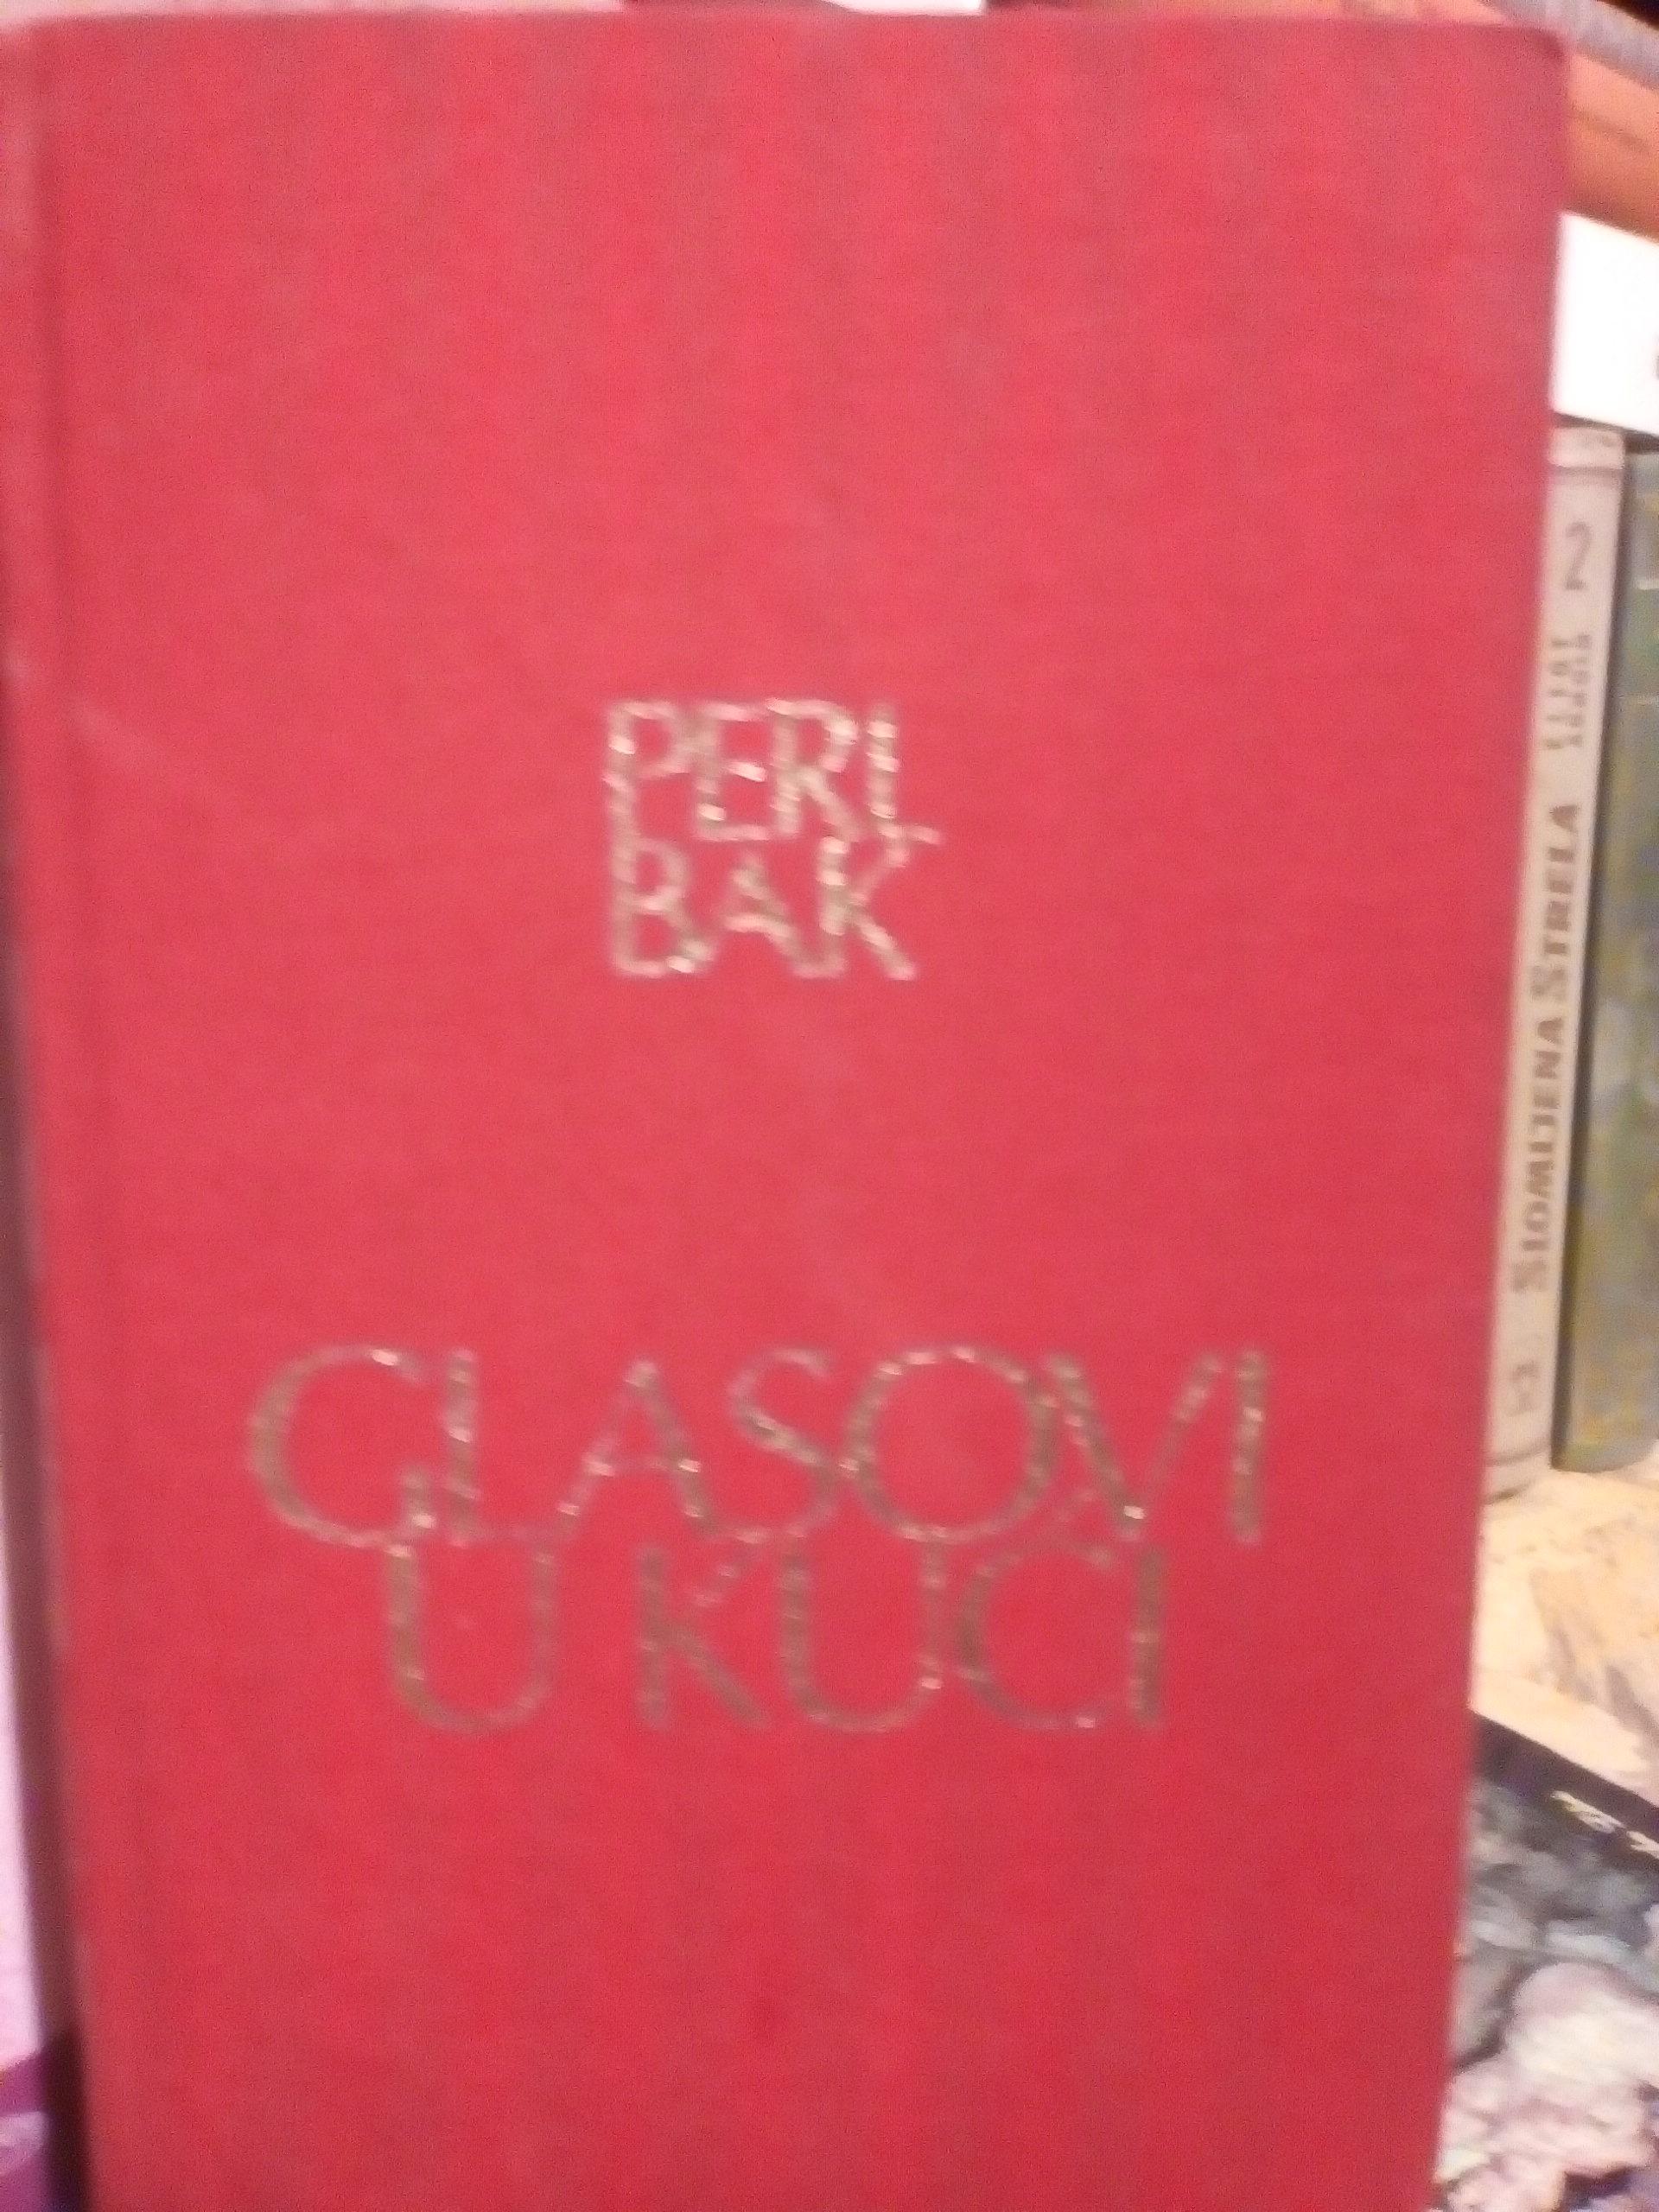 PERL
BAK
GLASOVI
U KUĆI
2
SLOMLJENA STRELA